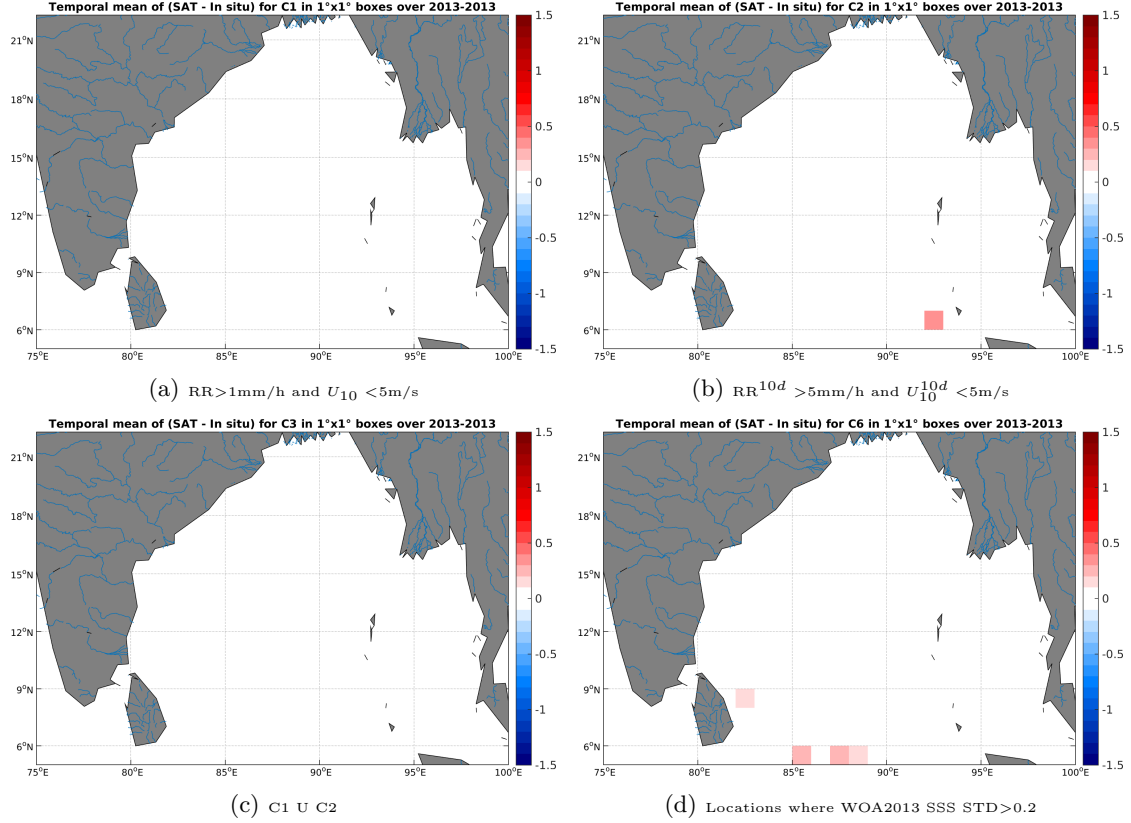 Temporal mean of (SAT - In situ) for C1 in 1°x1° boxes over 2013-2013
21°N
18°N
15°N
12°N
9°N
6°N
75°E 80°E 85°E 90°E 95°E 100°E
1.5
1
0.5
0
-0.5
-1
-1.5
(a) RR>1mm/h and U10 <5m/s
Temporal mean of (SAT - In situ) for C2 in 1°x1° boxes over 2013-2013
21°N
18°N
15°N
12°N
9°N
6°N
75°E 80°E 85°E 90°E 95°E 100°E
1.5
1
0.5
0
-0.5
-1
-1.5
(b) RR^10d >5mm/h and U10^10d <5m/s
Temporal mean of (SAT - In situ) for C3 in 1°x1° boxes over 2013-2013
21°N
18°N
15°N
12°N
9°N
6°N
75°E 80°E 85°E 90°E 95°E 100°E
1.5
1
0.5
0
-0.5
-1
-1.5
(c) C1 U C2
Temporal mean of (SAT - In situ) for C6 in 1°x1° boxes over 2013-2013
21°N
18°N
15°N
12°N
9°N
6°N
75°E 80°E 85°E 90°E 95°E 100°E
1.5
1
0.5
0
-0.5
-1
-1.5
(d) Locations where WOA2013 SSS STD>0.2